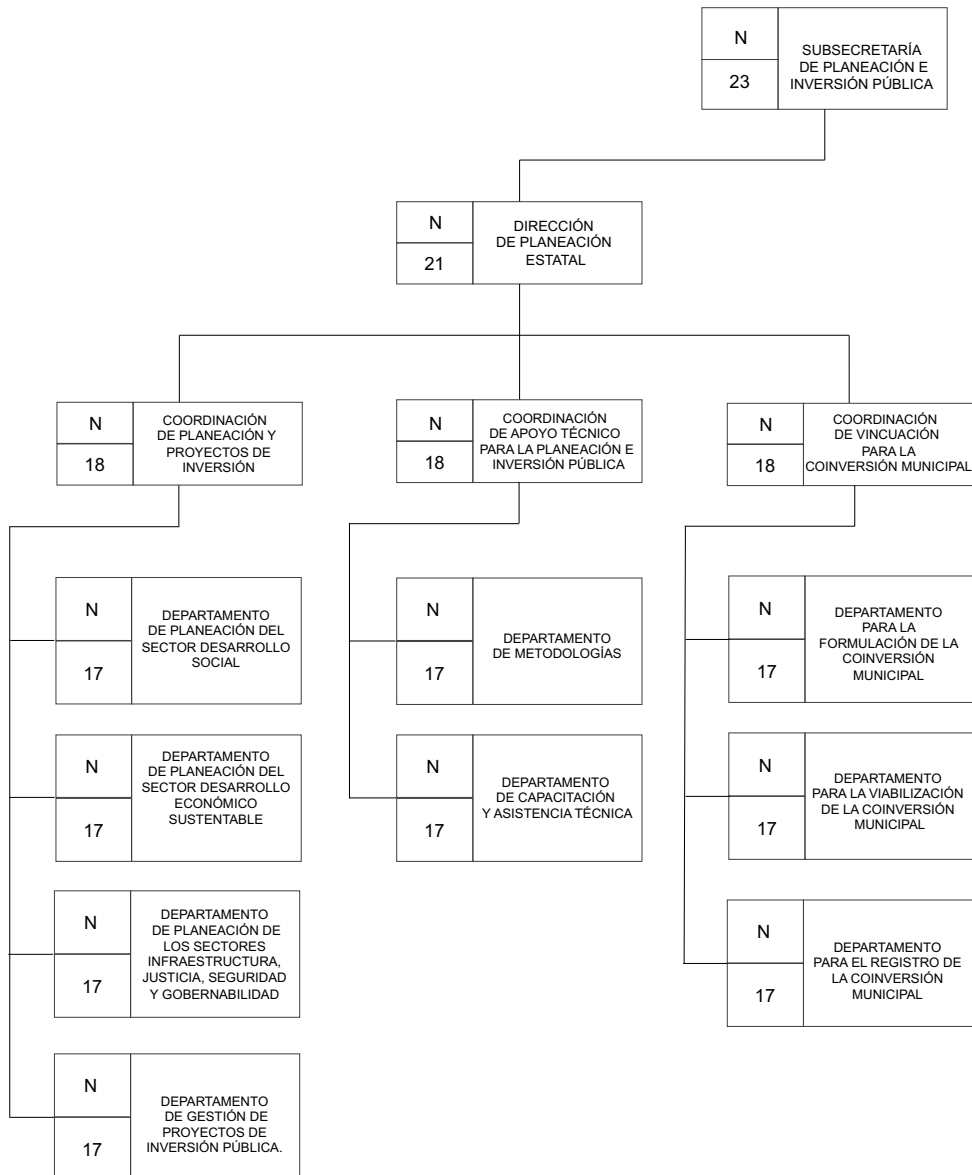 N
23
SUBSECRETARÍA
DE PLANEACIÓN E
INVERSIÓN PÚBLICA
N
21
DIRECCIÓN
DE PLANEACIÓN
ESTATAL
N
18
COORDINACIÓN
DE PLANEACIÓN Y
PROYECTOS DE
INVERSIÓN
N
18
COORDINACIÓN
DE APOYO TÉCNICO
PARA LA PLANEACIÓN E
INVERSIÓN PÚBLICA
N
18
COORDINACIÓN
DE VINCUACIÓN
PARA LA
COINVERSIÓN MUNICIPAL
N
17
DEPARTAMENTO
DE PLANEACIÓN DEL
SECTOR DESARROLLO
SOCIAL
N
17
DEPARTAMENTO
DE PLANEACIÓN DEL
SECTOR DESARROLLO
ECONÓMICO
SUSTENTABLE
N
17
DEPARTAMENTO
DE PLANEACIÓN DE
LOS SECTORES
INFRAESTRUCTURA,
JUSTICIA, SEGURIDAD
Y GOBERNABILIDAD
N
17
DEPARTAMENTO
DE GESTIÓN DE
PROYECTOS DE
INVERSIÓN PÚBLICA.
N
17
DEPARTAMENTO
DE METODOLOGÍAS
N
17
DEPARTAMENTO
DE CAPACITACIÓN
Y ASISTENCIA TÉCNICA
N
17
DEPARTAMENTO
PARA LA
FORMULACIÓN DE LA
COINVERSIÓN
MUNICIPAL
N
17
DEPARTAMENTO
PARA LA VIABILIZACIÓN
DE LA COINVERSIÓN
MUNICIPAL
N
17
DEPARTAMENTO
PARA EL REGISTRO DE
LA COINVERSIÓN
MUNICIPAL